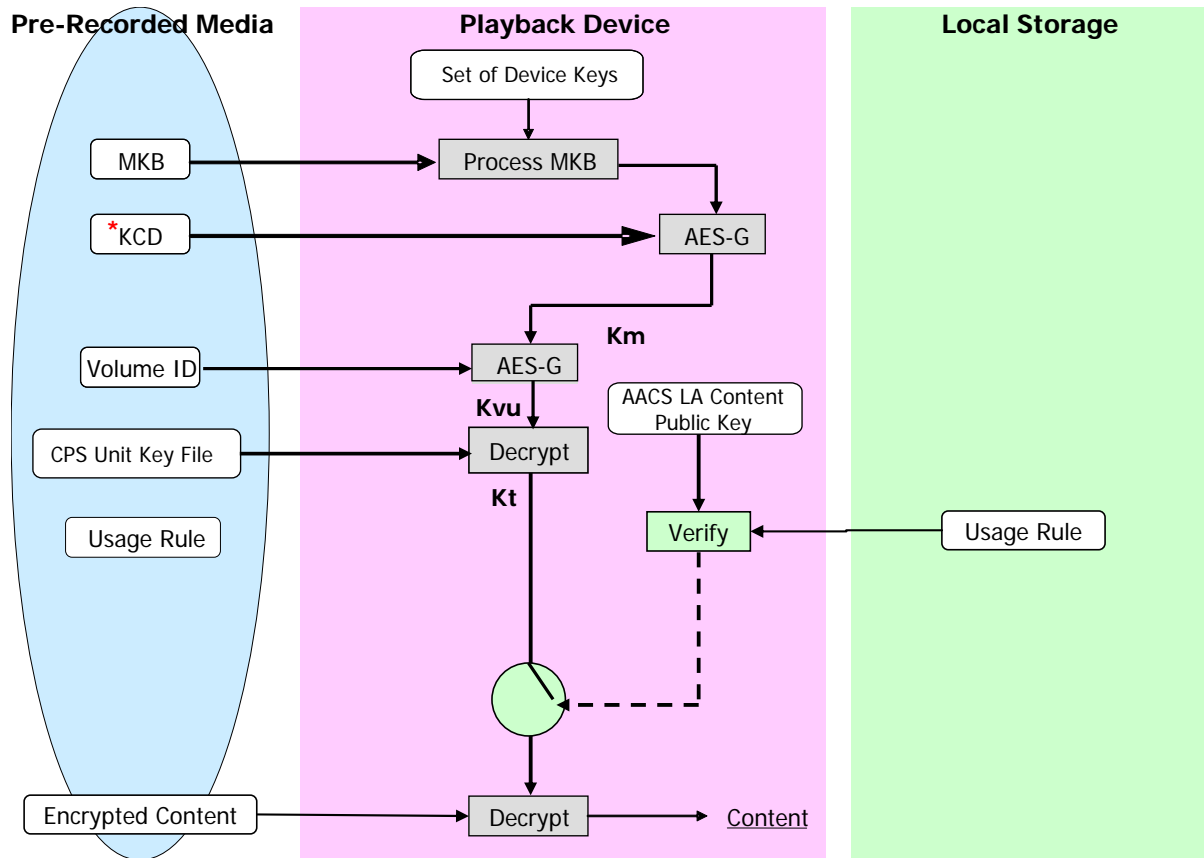 Pre-Recorded Media
Playback Device
Local Storage
Set of Device Keys
MKB
Process MKB
*KCD
AES-G
Km
Volume ID
AES-G
Kvu
AACS LA Content
Public Key
CPS Unit Key File
Decrypt
Kt
Usage Rule
Verify
Usage Rule
Encrypted Content
Decrypt
Content